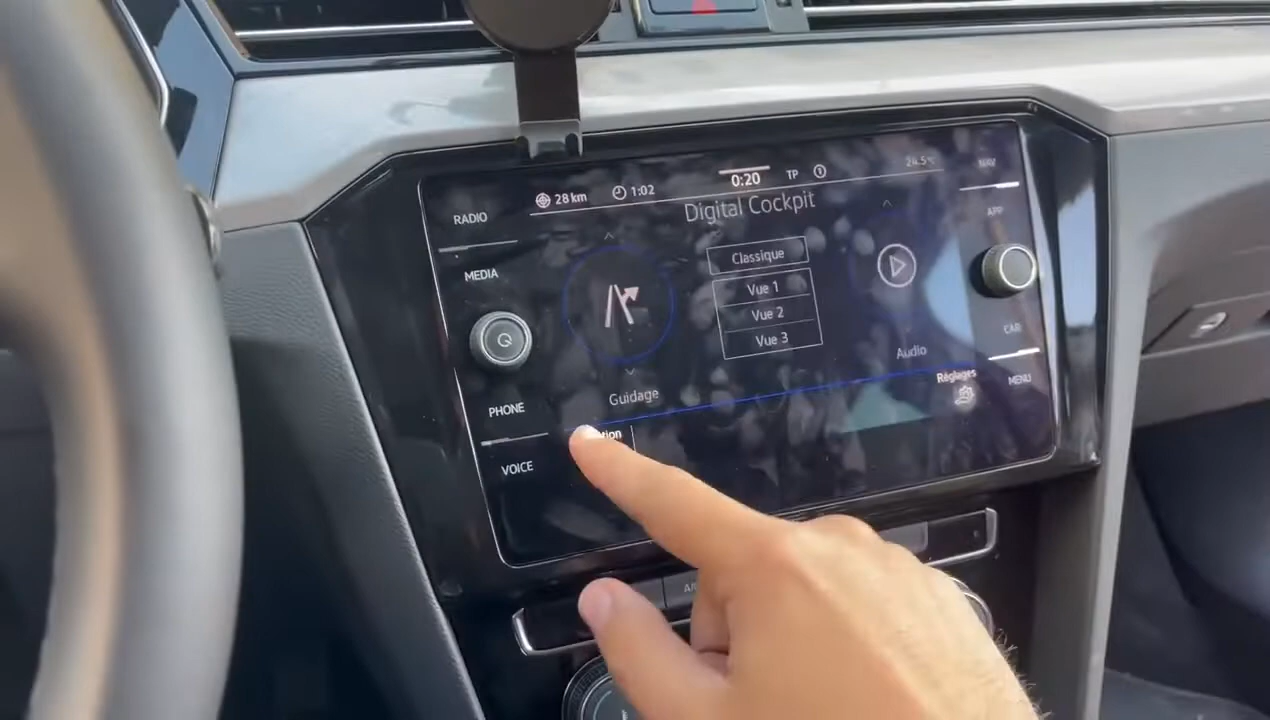 28 km 1:02 0:20 TP 24.5°C
Digital Cockpit
RADIO
MEDIA
PHONE
VOICE
Classique
Vue 1
Vue 2
Vue 3
Guidage
Audio
Réglages
NAV
APP
CAR
MENU